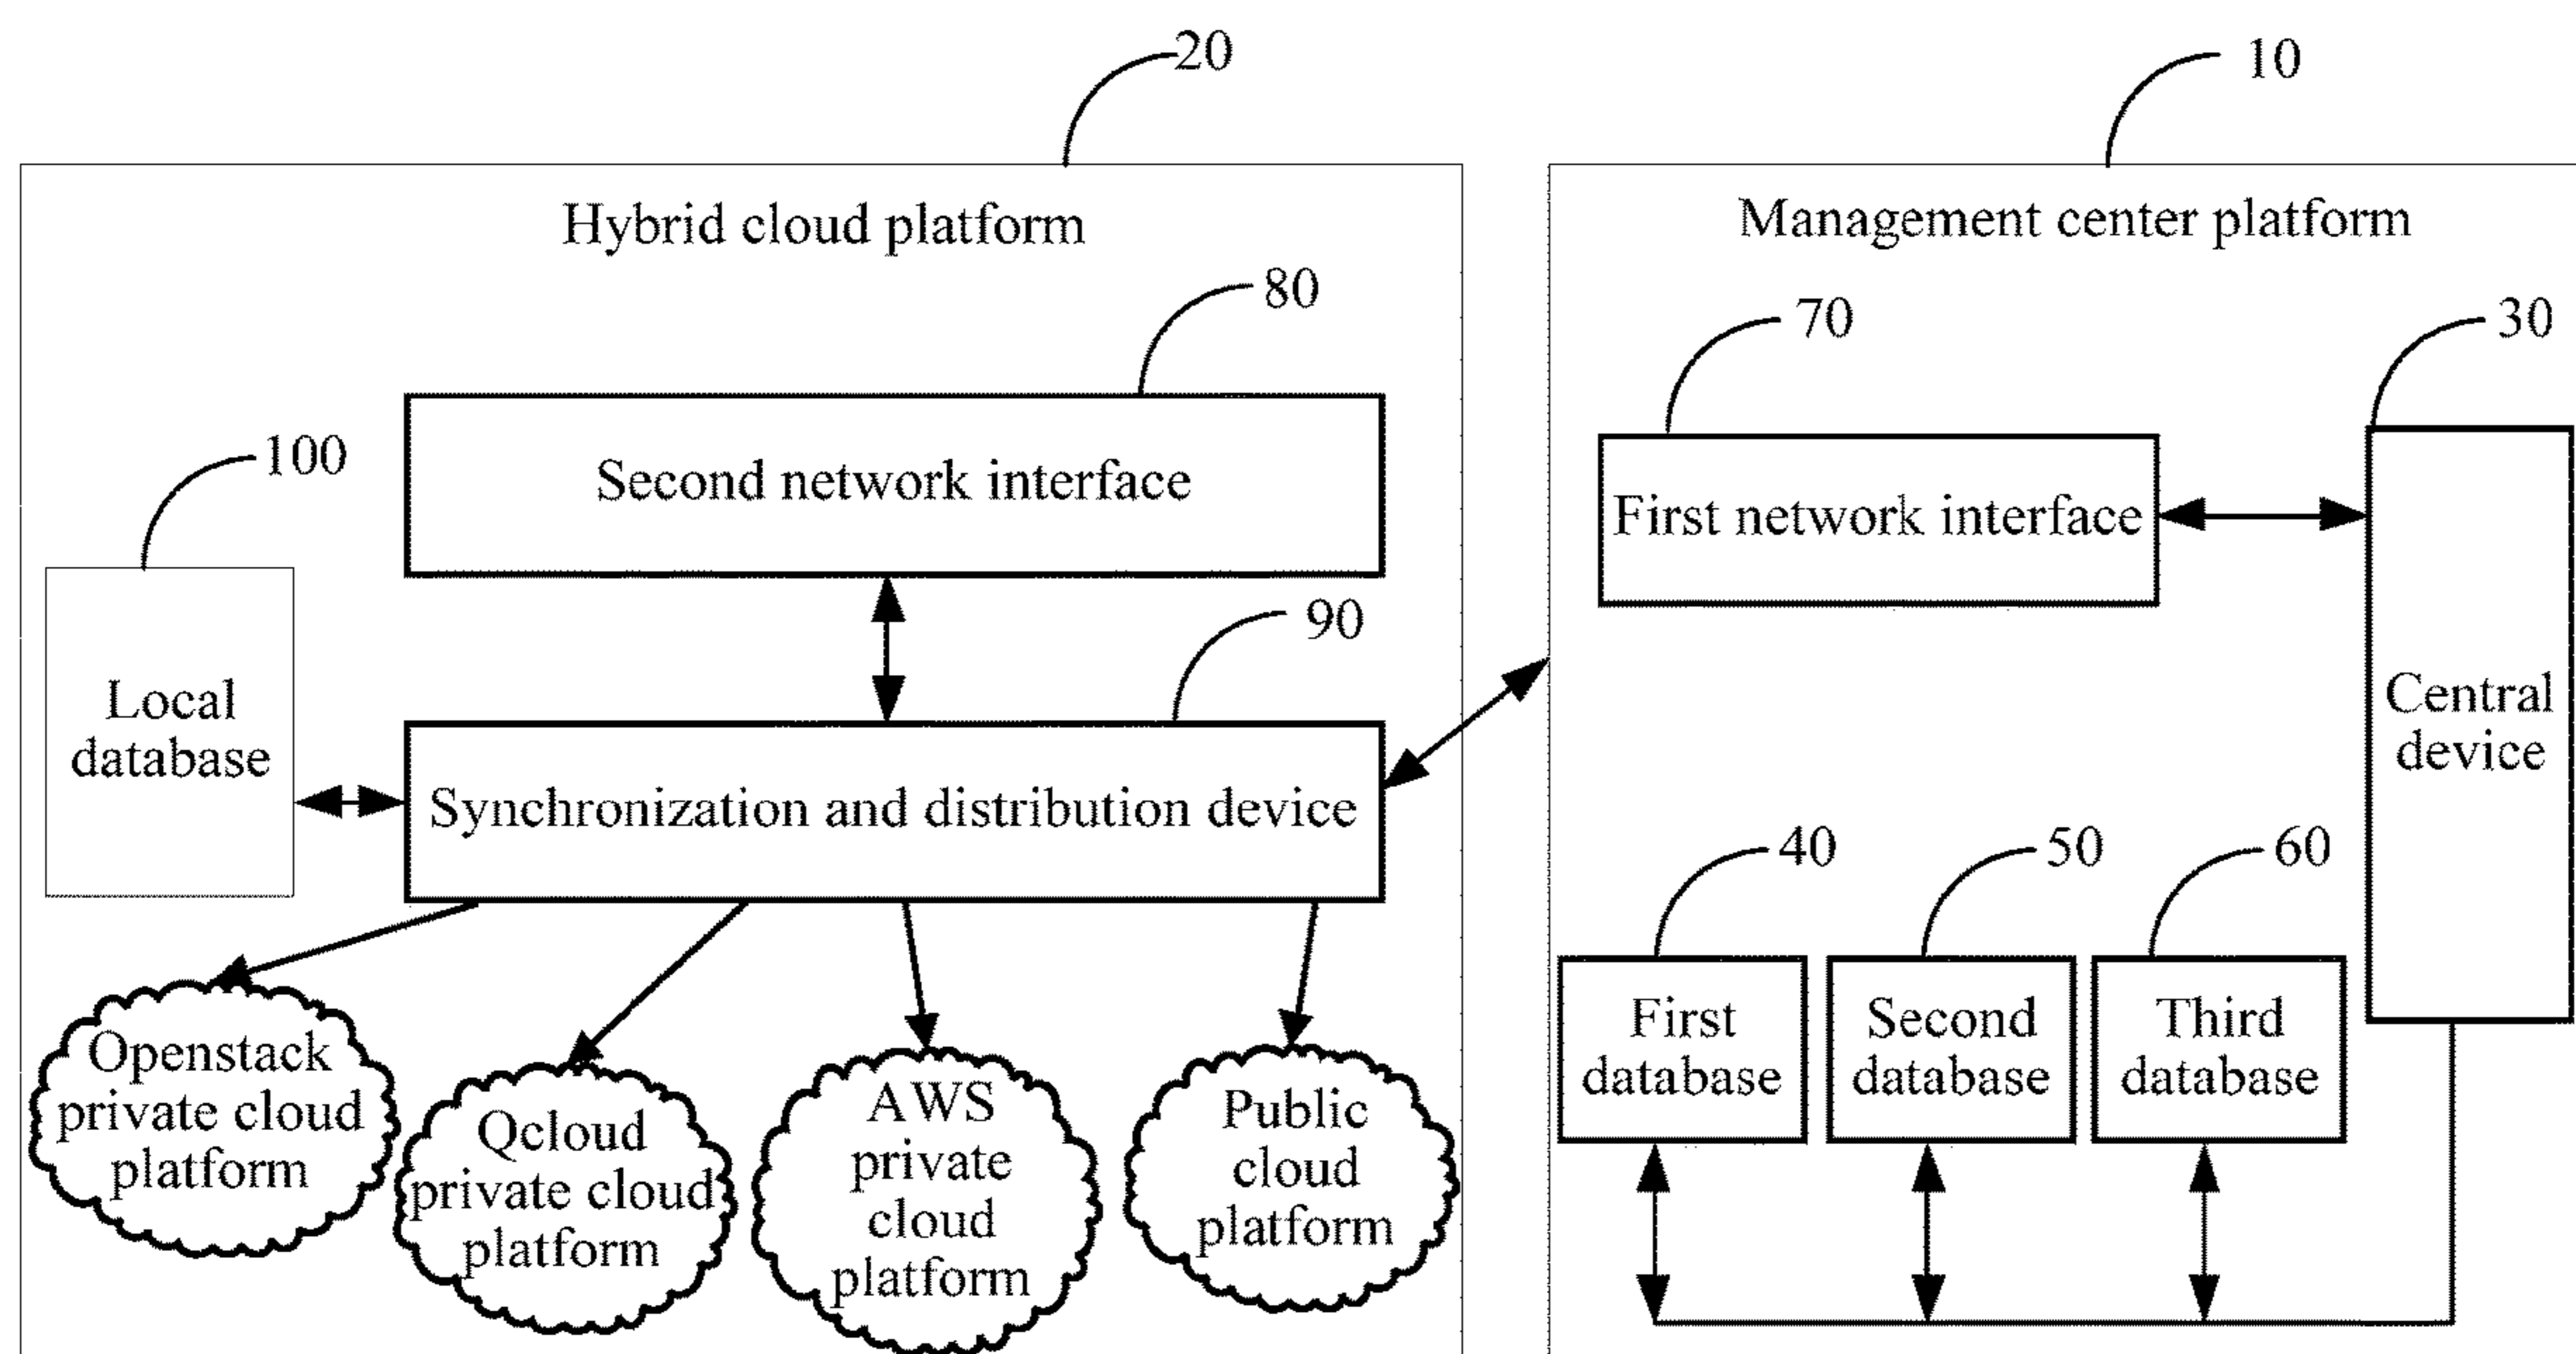 20
10
Hybrid cloud platform
Management center platform
80
70
30
100
Second network interface
First network interface
90
Local
database
Central
device
Synchronization and distribution device
40
50
60
First
database
Second
database
Third
database
Openstack
private cloud
platform
Qcloud
private cloud
platform
AWS
private
cloud
platform
Public
cloud
platform